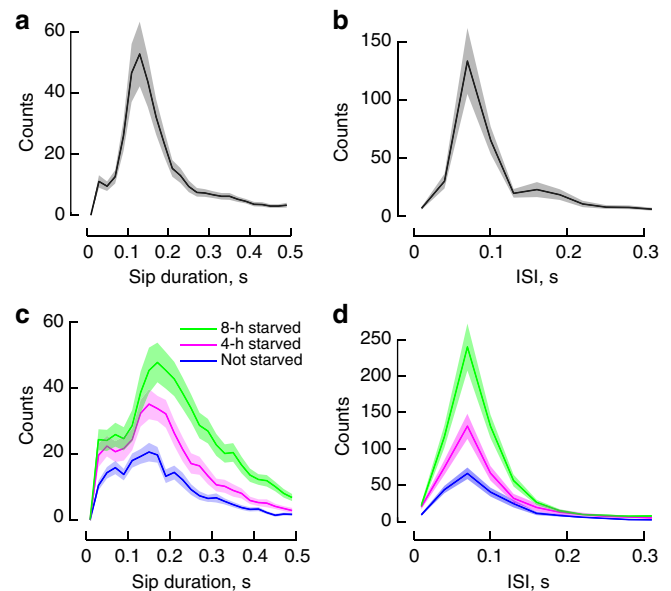 a
60
40
20
0
Counts
0 0.1 0.2 0.3 0.4 0.5
Sip duration, s
b
150
100
50
0
Counts
0 0.1 0.2 0.3
ISI, s
c
60
40
20
0
Counts
8-h starved
4-h starved
Not starved
0 0.1 0.2 0.3 0.4 0.5
Sip duration, s
d
250
200
150
100
50
0
Counts
0 0.1 0.2 0.3
ISI, s